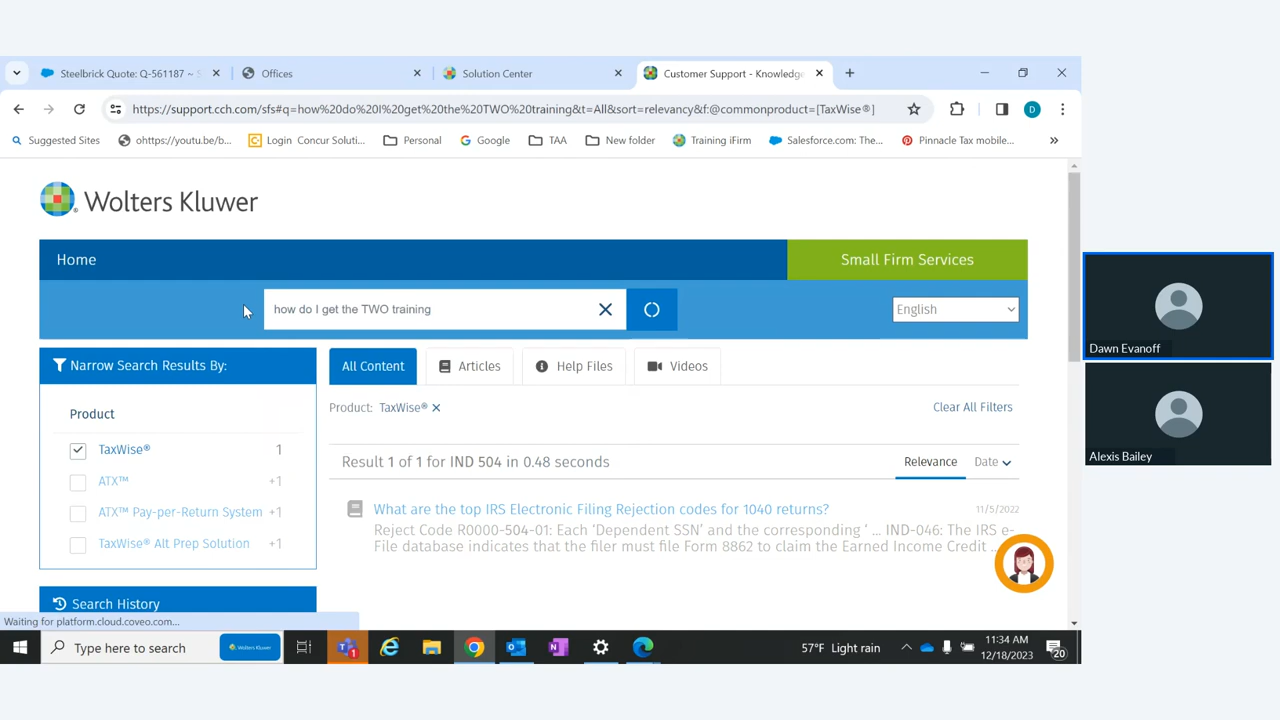 Steelbrick Quote: Q-561187 ~
Offices
Solution Center
Customer Support - Knowledg
https://support.cch.com/sfs#q=how%20do%20I%20get%20the%20TWO%20training&t=All&sort=relevancy&f:@commonproduct=[TaxWise®]
D
Suggested Sites
ohttps://youtu.be/b...
Login Concur Soluti...
Personal
Google
TAA
New folder
Training iFirm
Salesforce.com: The...
Pinnacle Tax mobile...
»
Wolters Kluwer
Home
Small Firm Services
how do I get the TWO training
English
Narrow Search Results By:
All Content
Articles
Help Files
Videos
Product: TaxWise®
Clear All Filters
Product
TaxWise® 1
ATX™ +1
ATX™ Pay-per-Return System +1
TaxWise® Alt Prep Solution +1
Result 1 of 1 for IND 504 in 0.48 seconds
Relevance
Date
What are the top IRS Electronic Filing Rejection codes for 1040 returns?
11/5/2022
Reject Code R0000-504-01: Each ‘Dependent SSN’ and the corresponding ‘ ... IND-046: The IRS e-
File database indicates that the filer must file Form 8862 to claim the Earned Income Credit ...
Search History
Waiting for platform.cloud.coveo.com...
Type here to search
Wolters Kluwer
1
57°F Light rain
11:34 AM
12/18/2023
20
Dawn Evanoff
Alexis Bailey